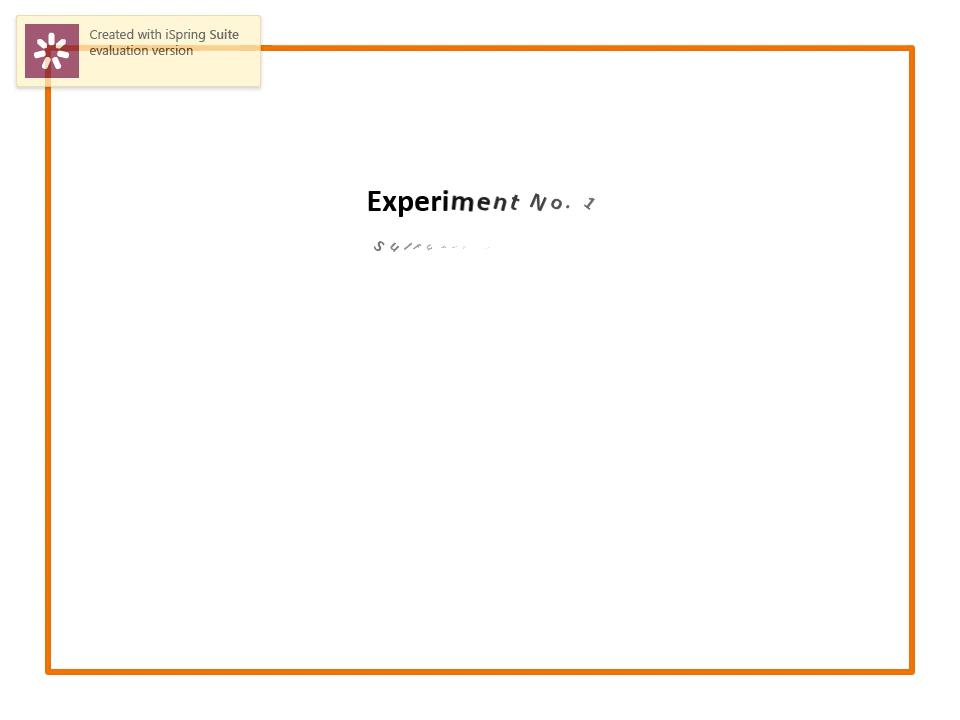 Created with iSpring Suite
evaluation version
Experiment No. 1